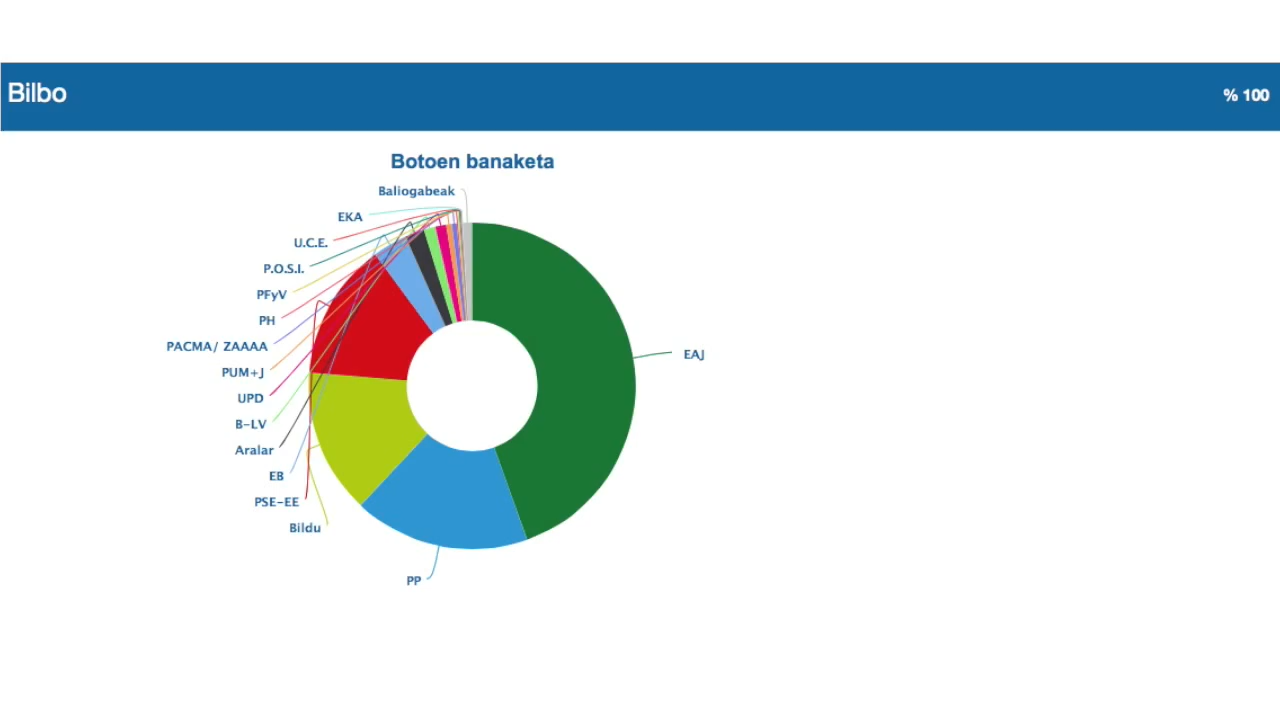 Bilbo
% 100
Botoen banaketa
Baliogabeak
EKA
U.C.E.
P.O.S.I.
PFyV
PH
PACMA/ ZAAAA
PUM+J
UPD
B-LV
Aralar
EB
PSE-EE
Bildu
PP
EAJ